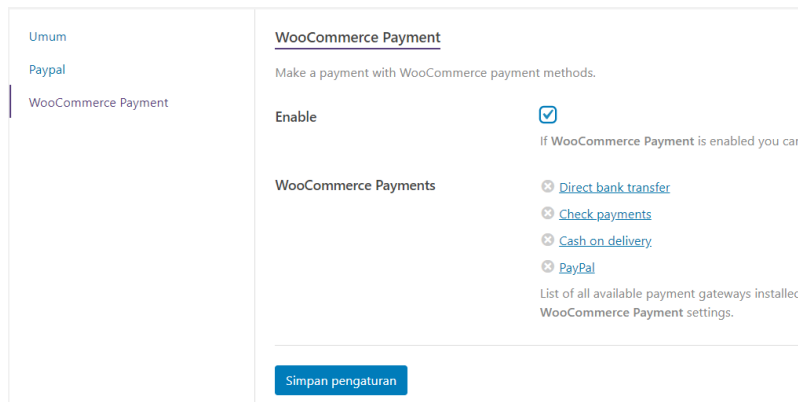 Umum
Paypal
WooCommerce Payment
WooCommerce Payment
Make a payment with WooCommerce payment methods.
Enable
If WooCommerce Payment is enabled you can
WooCommerce Payments
Direct bank transfer
Check payments
Cash on delivery
PayPal
List of all available payment gateways installed
WooCommerce Payment settings.
Simpan pengaturan